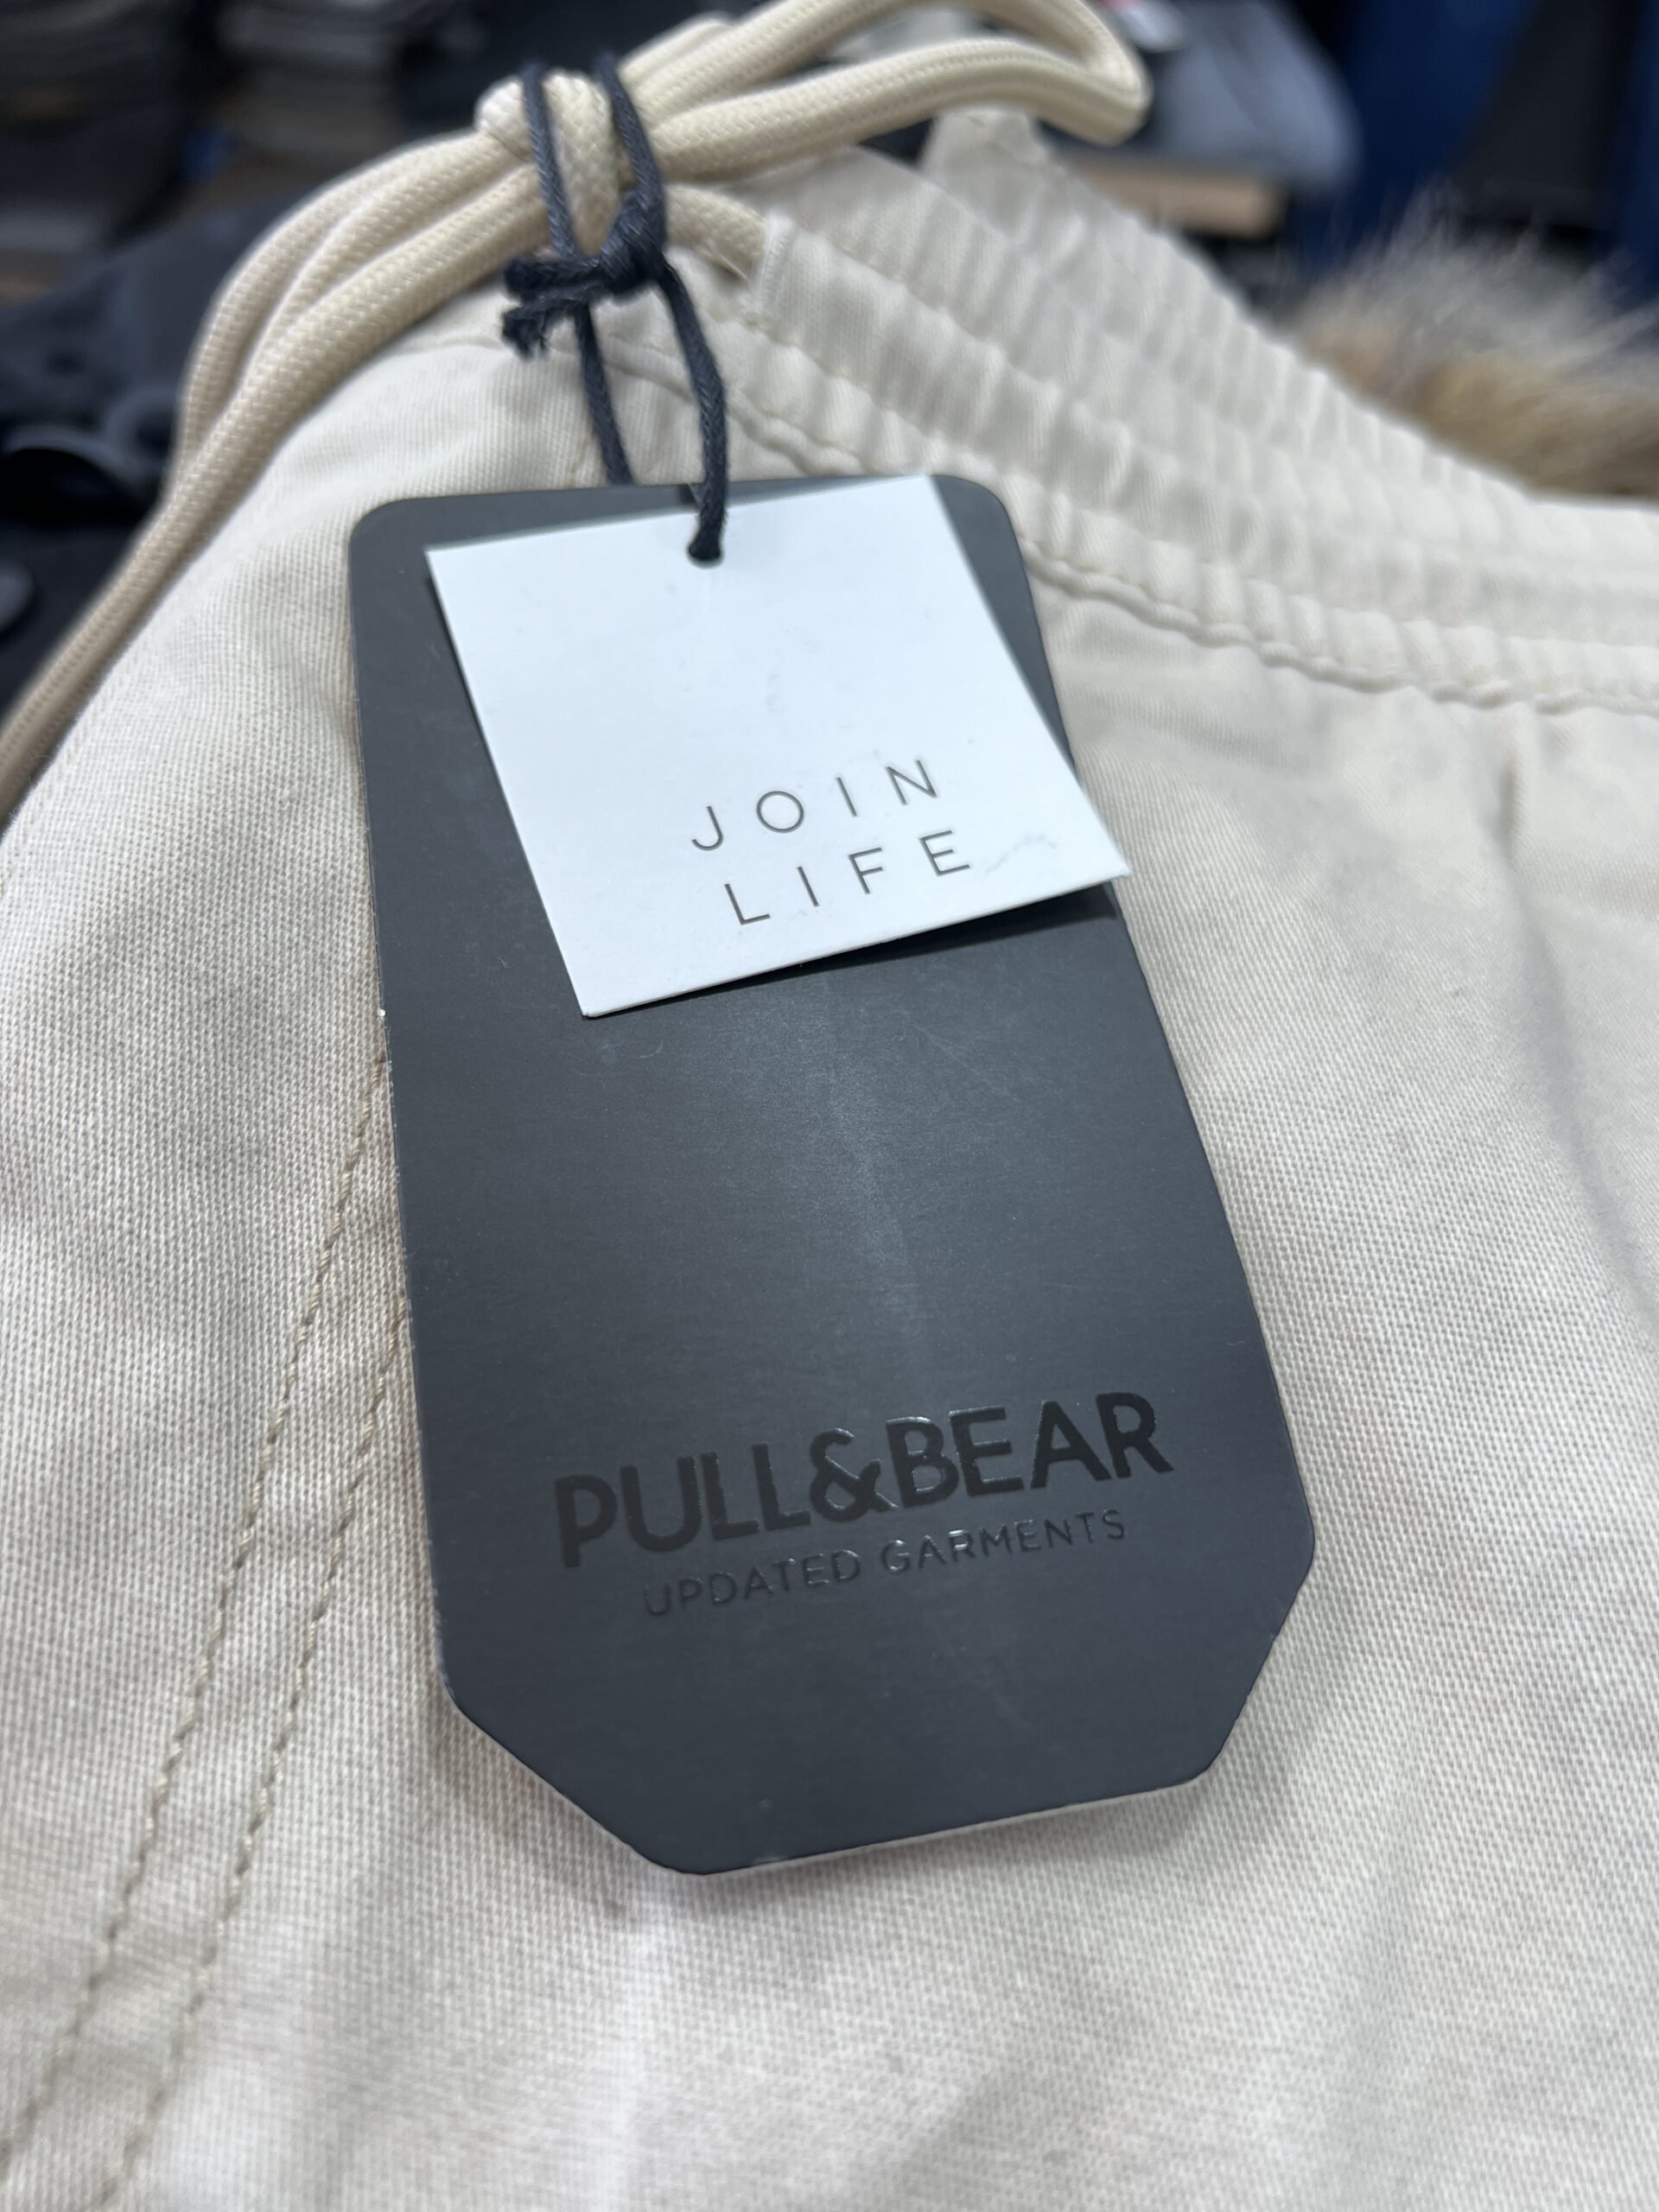 JOIN
LIFE
PULL&BEAR
UPDATED GARMENTS